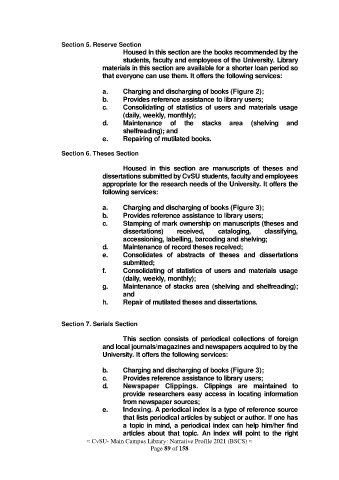 Section 5. Reserve Section
Housed in this section are the books recommended by the
students, faculty and employees of the University. Library
materials in this section are available for a shorter loan period so
that everyone can use them. It offers the following services:
a. Charging and discharging of books (Figure 2);
b. Provides reference assistance to library users;
c. Consolidating of statistics of users and materials usage
(daily, weekly, monthly);
d. Maintenance of the stacks area (shelving and
shelfreading); and
e. Repairing of mutilated books.
Section 6. Theses Section
Housed in this section are manuscripts of theses and
dissertations submitted by CvSU students, faculty and employees
appropriate for the research needs of the University. It offers the
following services:
a. Charging and discharging of books (Figure 3);
b. Provides reference assistance to library users;
c. Stamping of mark ownership on manuscripts (theses and
dissertations) received, cataloging, classifying,
accessioning, labelling, barcoding and shelving;
d. Maintenance of record theses received;
e. Consolidates of abstracts of theses and dissertations
submitted;
f. Consolidating of statistics of users and materials usage
(daily, weekly, monthly);
g. Maintenance of stacks area (shelving and shelfreading);
and
h. Repair of mutilated theses and dissertations.
Section 7. Serials Section
This section consists of periodical collections of foreign
and local journals/magazines and newspapers acquired to by the
University. It offers the following services:
b. Charging and discharging of books (Figure 3);
c. Provides reference assistance to library users;
d. Newspaper Clippings. Clippings are maintained to
provide researchers easy access in locating information
from newspaper sources;
e. Indexing. A periodical index is a type of reference source
that lists periodical articles by subject or author. If one has
a topic in mind, a periodical index can help him/her find
articles about that topic. An index will point to the right
= CvSU- Main Campus Library: Narrative Profile 2021 (BSCS) =
Page 89 of 158